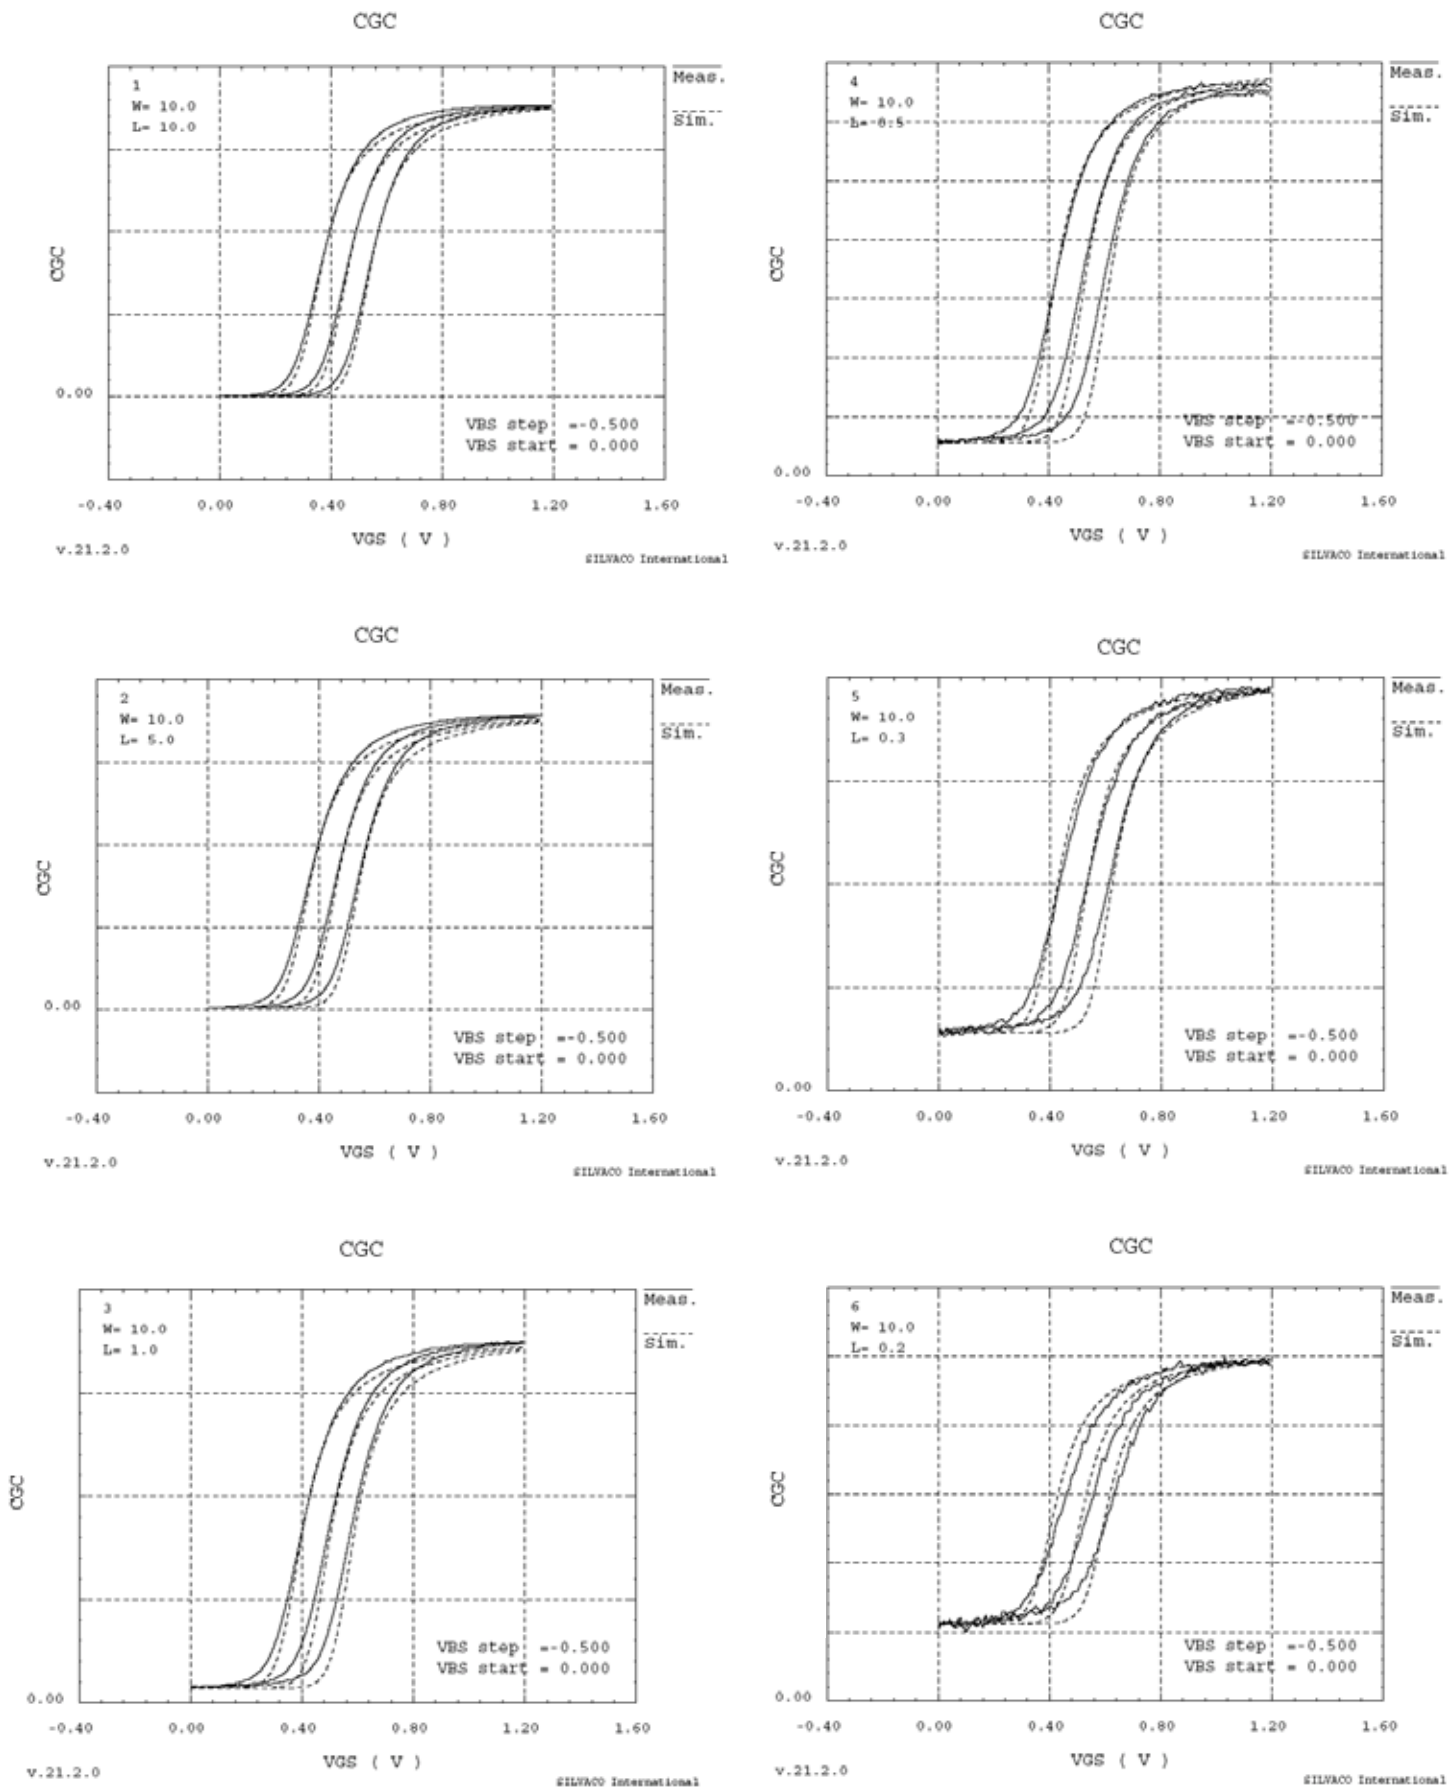 CGC
1
W= 10.0
L= 10.0
Meas.
Sim.
CGC
0.00
VBS step =-0.500
VBS start = 0.000
-0.40 0.00 0.40 0.80 1.20 1.60
VGS ( V )
v.21.2.0
SILVACO International
CGC
4
W= 10.0
L= 0.5
Meas.
Sim.
CGC
VBS step =-0.500
VBS start = 0.000
0.00
-0.40 0.00 0.40 0.80 1.20 1.60
VGS ( V )
v.21.2.0
SILVACO International
CGC
2
W= 10.0
L= 5.0
Meas.
Sim.
CGC
0.00
VBS step =-0.500
VBS start = 0.000
-0.40 0.00 0.40 0.80 1.20 1.60
VGS ( V )
v.21.2.0
SILVACO International
CGC
5
W= 10.0
L= 0.3
Meas.
Sim.
CGC
VBS step =-0.500
VBS start = 0.000
0.00
-0.40 0.00 0.40 0.80 1.20 1.60
VGS ( V )
v.21.2.0
SILVACO International
CGC
3
W= 10.0
L= 1.0
Meas.
Sim.
CGC
VBS step =-0.500
VBS start = 0.000
0.00
-0.40 0.00 0.40 0.80 1.20 1.60
VGS ( V )
v.21.2.0
SILVACO International
CGC
6
W= 10.0
L= 0.2
Meas.
Sim.
CGC
VBS step =-0.500
VBS start = 0.000
0.00
-0.40 0.00 0.40 0.80 1.20 1.60
VGS ( V )
v.21.2.0
SILVACO International